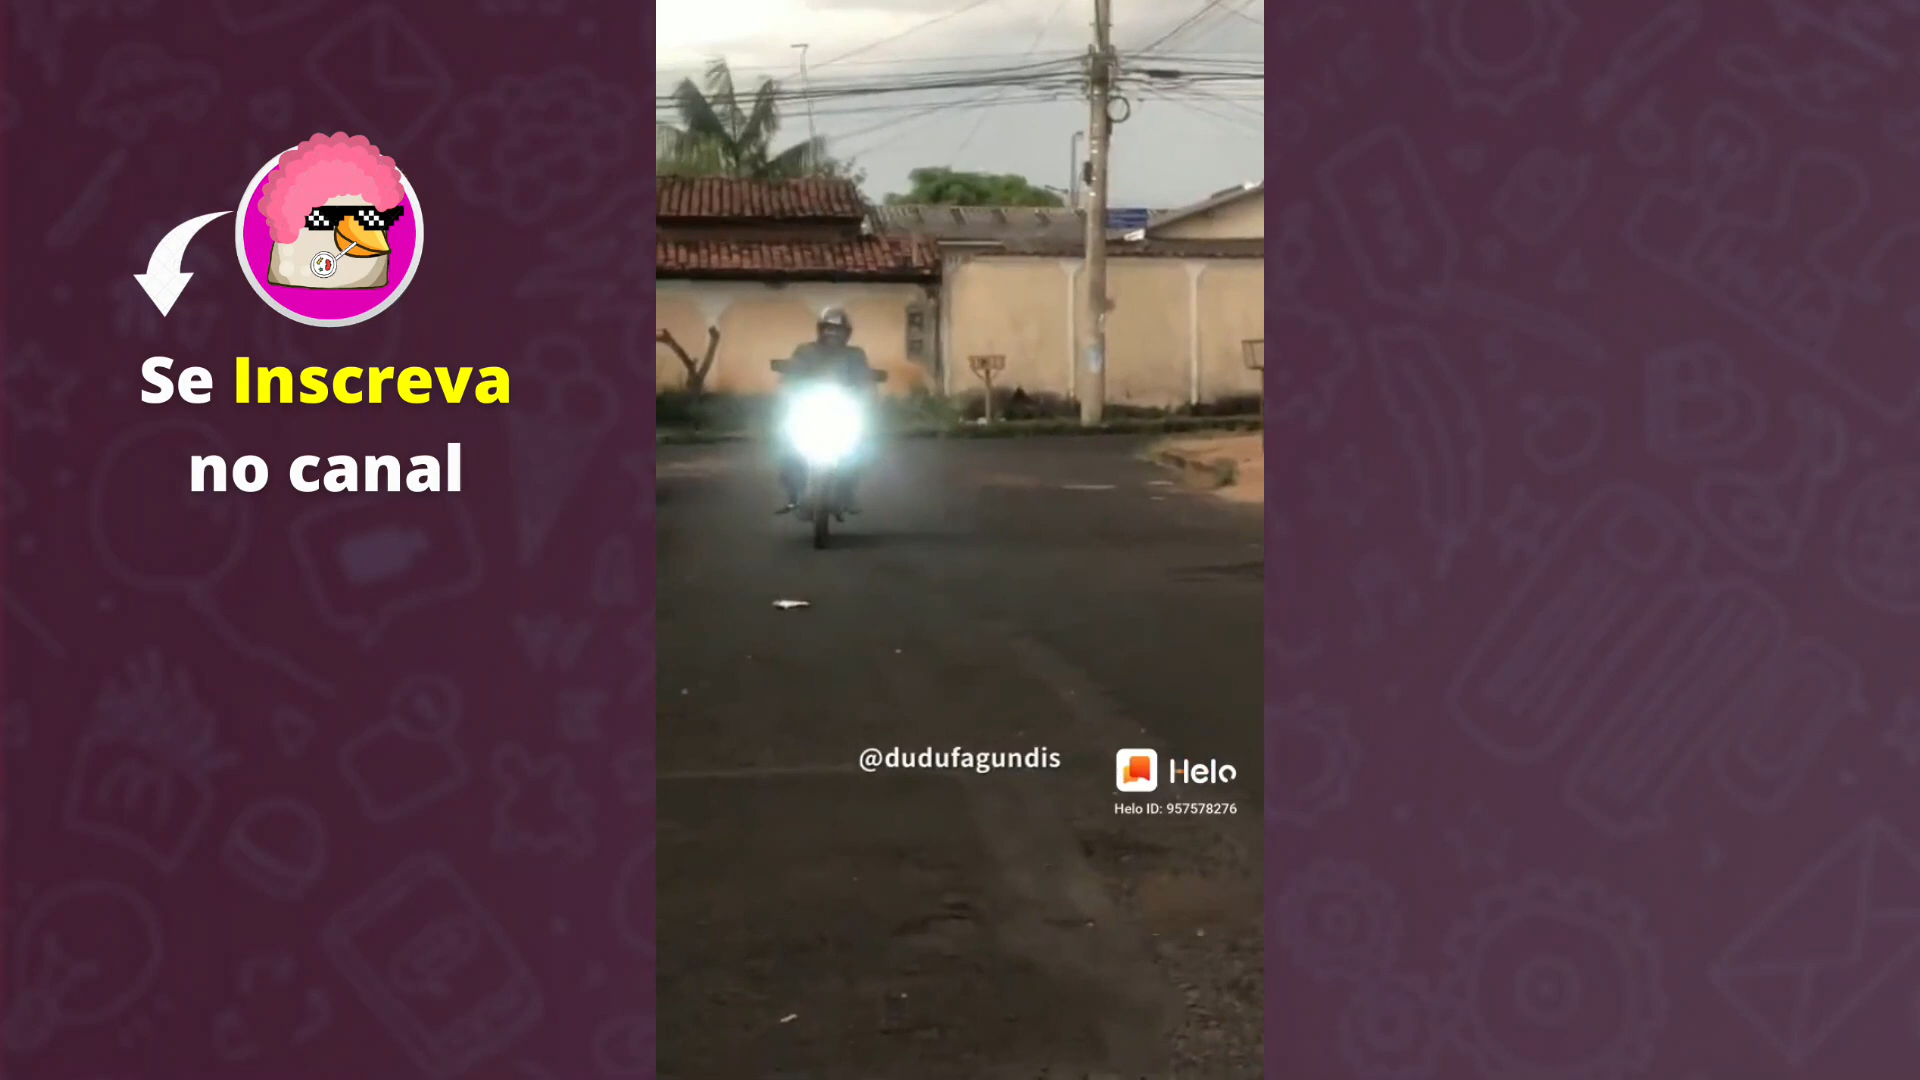 Se Inscreva
no canal
@dudufagundis
Helo
Helo ID: 957578276